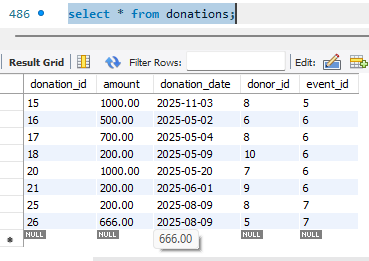 486 select * from donations;
Result Grid Filter Rows: Edit:
donation_id amount donation_date donor_id event_id
15 1000.00 2025-11-03 8 5
16 500.00 2025-05-02 6 6
17 700.00 2025-05-04 8 6
18 200.00 2025-05-09 10 6
20 1000.00 2025-05-20 7 6
21 200.00 2025-06-01 9 6
25 200.00 2025-08-09 8 7
26 666.00 2025-08-09 5 7
NULL NULL NULL NULL NULL
666.00